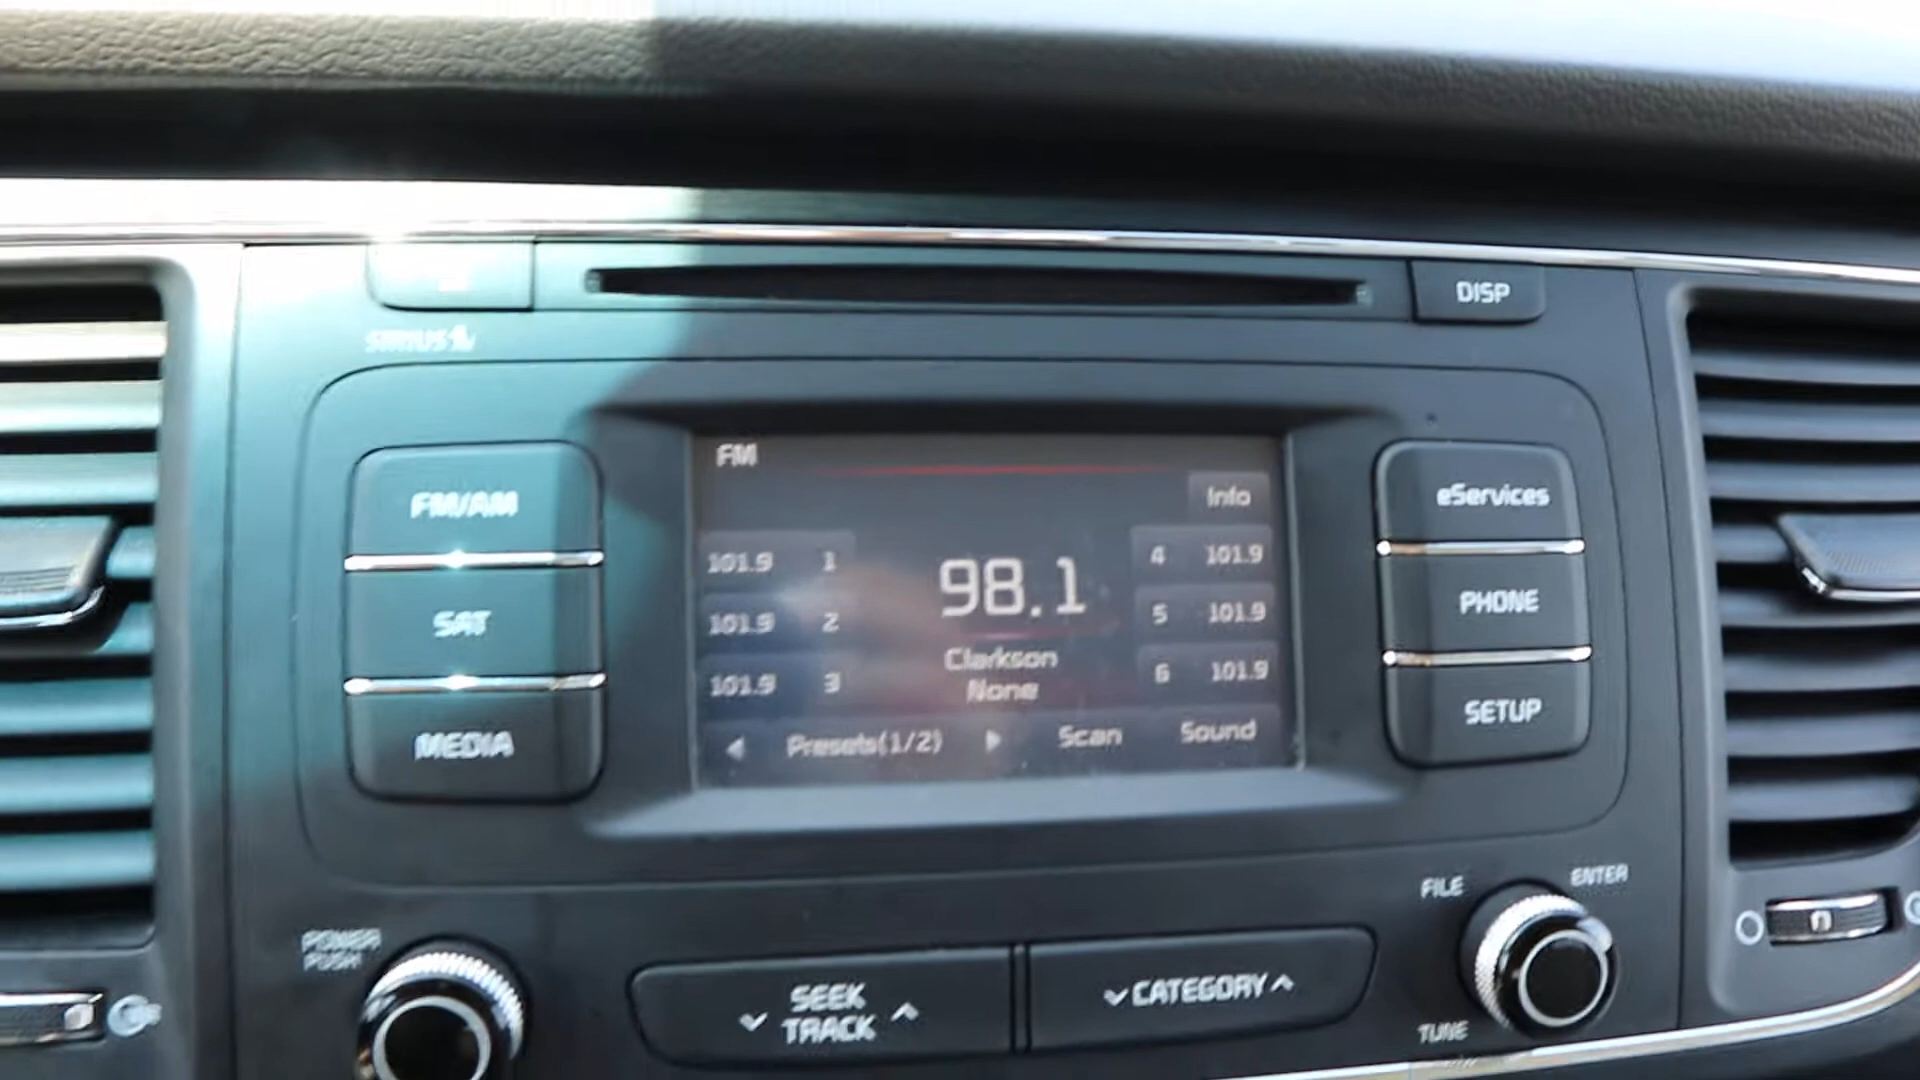 DISP
SIRIUS
FM/AM
SAT
MEDIA
FM
Info
101.9 1
101.9 2
101.9 3
98.1
Clarkson
None
4 101.9
5 101.9
6 101.9
Presets(1/2)
Scan
Sound
eServices
PHONE
SETUP
POWER
PUSH
SEEK
TRACK
CATEGORY
FILE
ENTER
TUNE